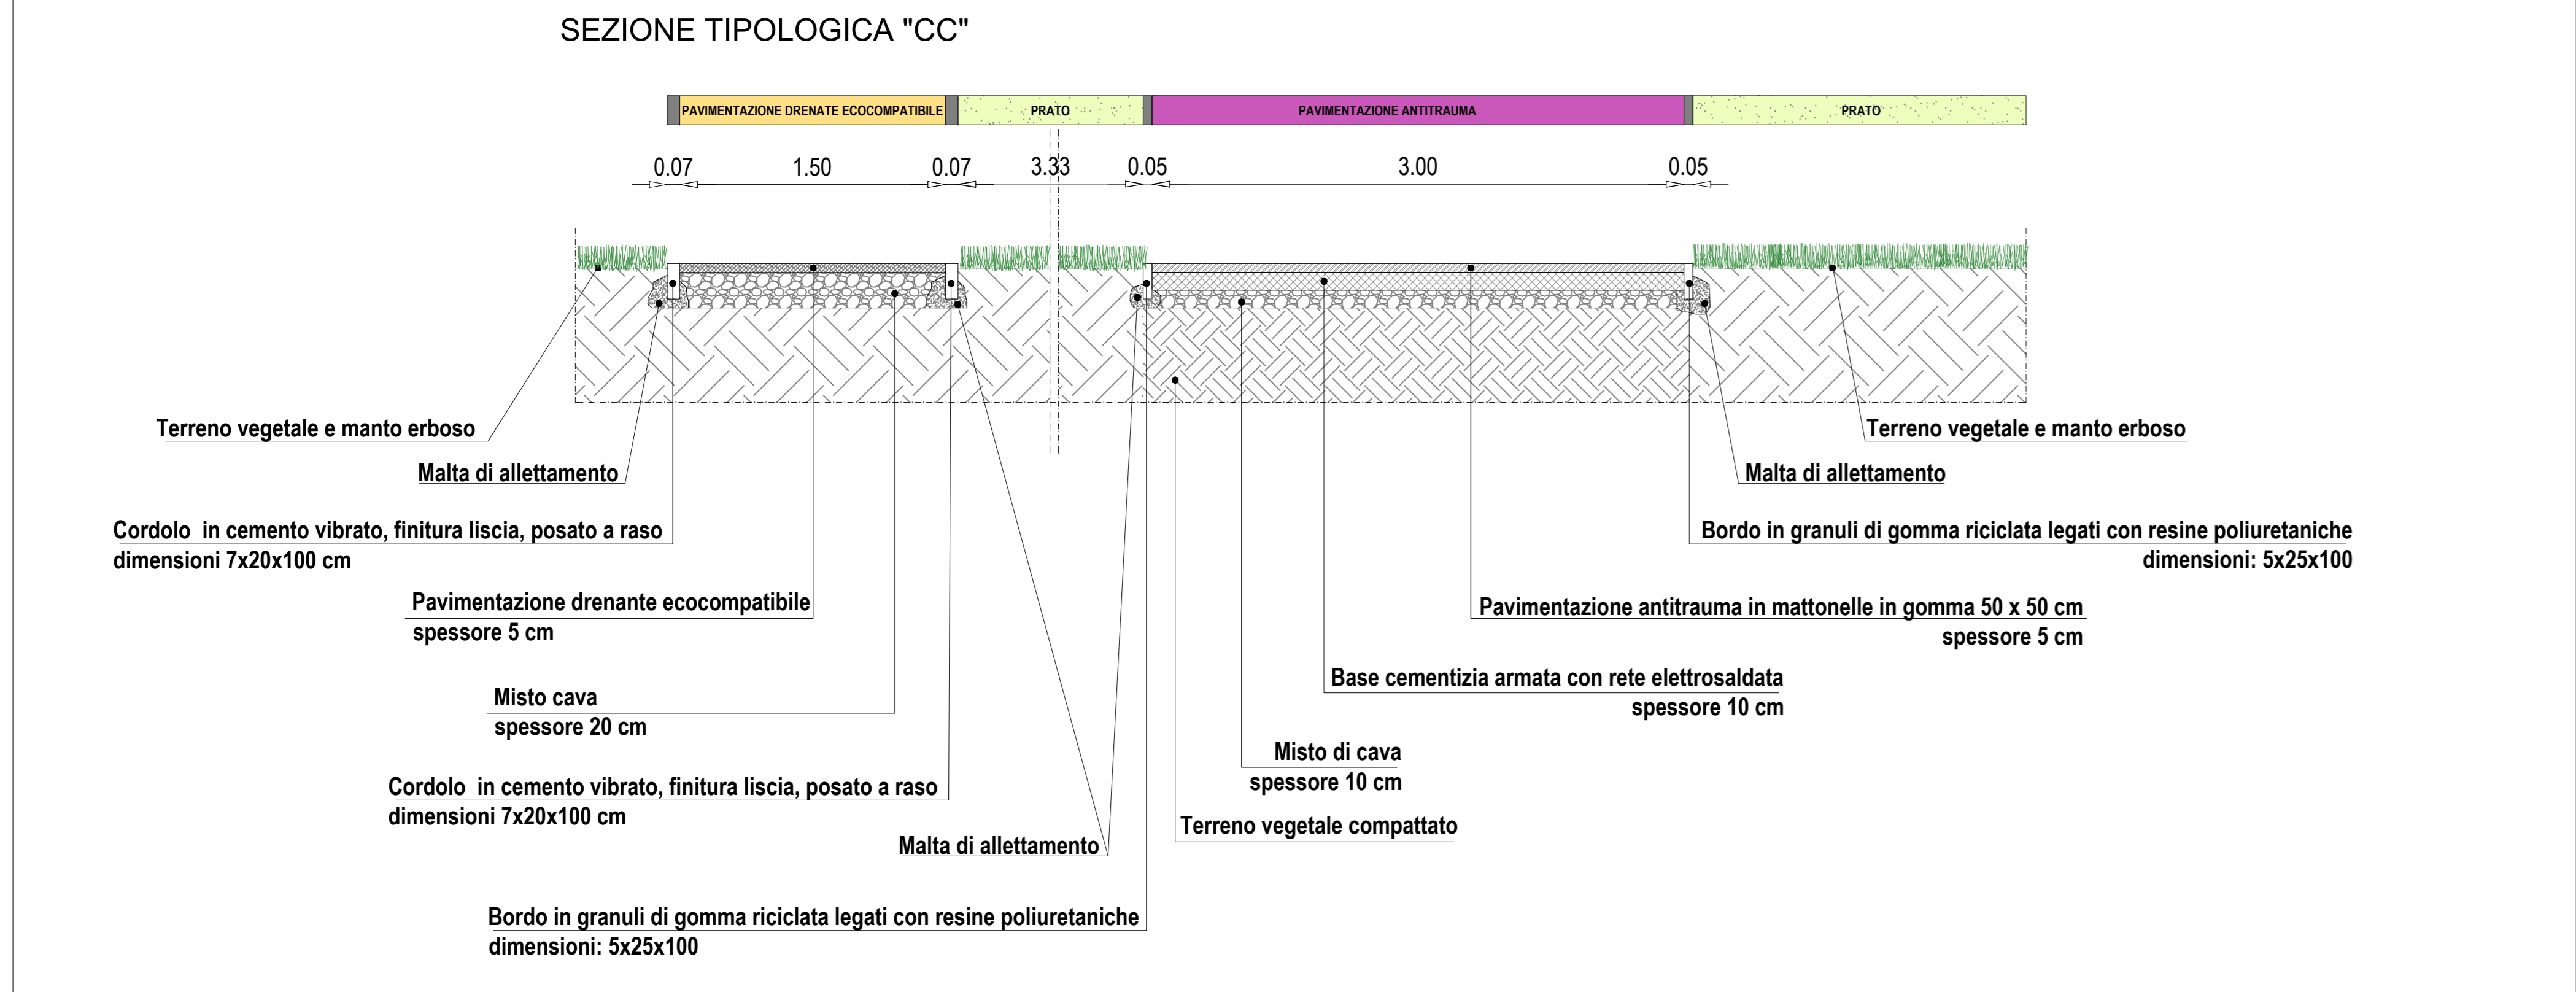 SEZIONE TIPOLOGICA "CC"
PAVIMENTAZIONE DRENATE ECOCOMPATIBILE
PRATO
PAVIMENTAZIONE ANTITRAUMA
PRATO
0.07
1.50
0.07
3.33
0.05
3.00
0.05
Terreno vegetale e manto erboso
Terreno vegetale e manto erboso
Malta di allettamento
Malta di allettamento
Cordolo in cemento vibrato, finitura liscia, posato a raso
dimensioni 7x20x100 cm
Bordo in granuli di gomma riciclata legati con resine poliuretaniche
dimensioni: 5x25x100
Pavimentazione drenante ecocompatibile
spessore 5 cm
Pavimentazione antitrauma in mattonelle in gomma 50 x 50 cm
spessore 5 cm
Misto cava
spessore 20 cm
Base cementizia armata con rete elettrosaldata
spessore 10 cm
Misto di cava
spessore 10 cm
Cordolo in cemento vibrato, finitura liscia, posato a raso
dimensioni 7x20x100 cm
Terreno vegetale compattato
Malta di allettamento
Bordo in granuli di gomma riciclata legati con resine poliuretaniche
dimensioni: 5x25x100